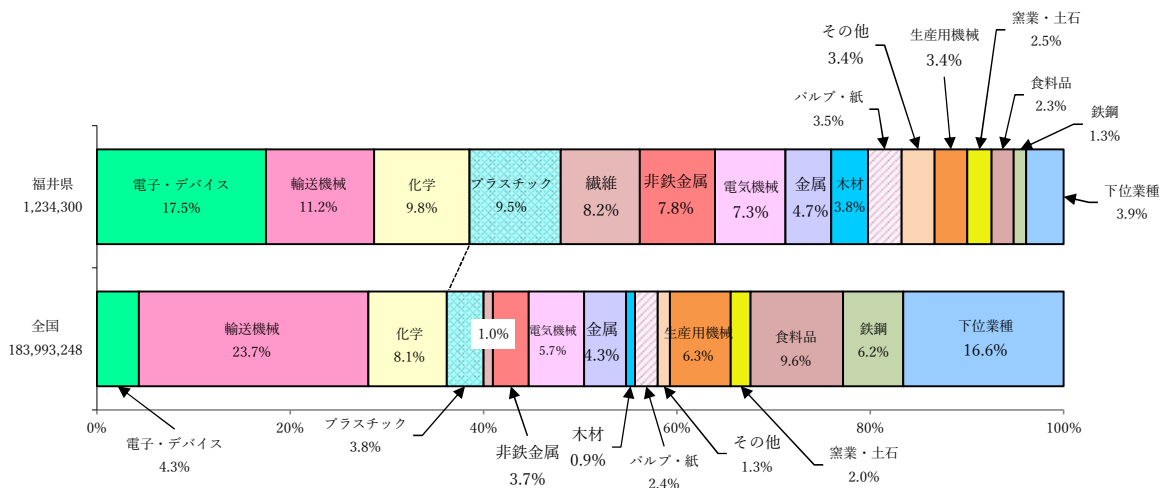 その他
3.4%
生産用機械
3.4%
窯業・土石
2.5%
パルプ・紙
3.5%
食料品
2.3%
鉄鋼
1.3%
福井県
1,234,300
電子・デバイス
17.5%
輸送機械
11.2%
化学
9.8%
プラスチック
9.5%
繊維
8.2%
非鉄金属
7.8%
電気機械
7.3%
金属
4.7%
木材
3.8%
下位業種
3.9%
全国
183,993,248
輸送機械
23.7%
化学
8.1%
1.0%
電気機械
5.7%
金属
4.3%
生産用機械
6.3%
食料品
9.6%
鉄鋼
6.2%
下位業種
16.6%
0%
20%
40%
60%
80%
100%
電子・デバイス
4.3%
プラスチック
3.8%
非鉄金属
3.7%
木材
0.9%
パルプ・紙
2.4%
その他
1.3%
窯業・土石
2.0%